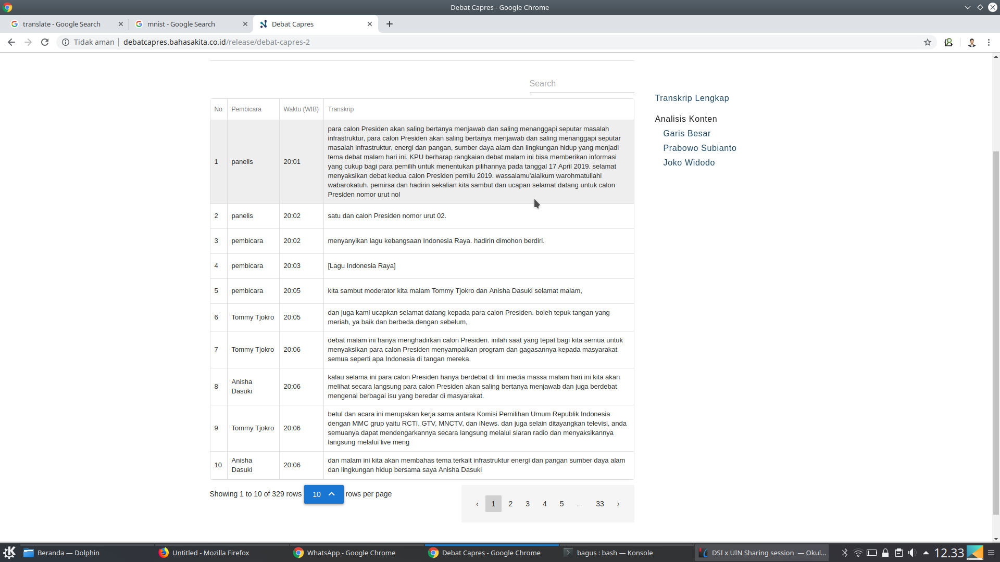 Debat Capres - Google Chrome
translate - Google Search
mnist - Google Search
Debat Capres
Tidak aman
debatcapres.bahasakita.co.id/release/debat-capres-2
Search
No Pembicara Waktu (WIB) Transkrip
1 panelis 20:01 para calon Presiden akan saling bertanya menjawab dan saling menanggapi seputar masalah
infrastruktur, para calon Presiden akan saling bertanya menjawab dan saling menanggapi seputar
masalah infrastruktur, energi dan pangan, sumber daya alam dan lingkungan hidup yang menjadi
tema debat malam hari ini. KPU berharap rangkaian debat malam ini bisa memberikan informasi
yang cukup bagi para pemilih untuk menentukan pilihannya pada tanggal 17 April 2019. selamat
menyaksikan debat kedua calon Presiden pemilu 2019. wassalamu'alaikum warohmatullahi
wabarokatuh. pemirsa dan hadirin sekalian kita sambut dan ucapan selamat datang untuk calon
Presiden nomor urut nol
2 panelis 20:02 satu dan calon Presiden nomor urut 02.
3 pembicara 20:02 menyanyikan lagu kebangsaan Indonesia Raya. hadirin dimohon berdiri.
4 pembicara 20:03 [Lagu Indonesia Raya]
5 pembicara 20:05 kita sambut moderator kita malam Tommy Tjokro dan Anisha Dasuki selamat malam,
6 Tommy Tjokro 20:05 dan juga kami ucapkan selamat datang kepada para calon Presiden. boleh tepuk tangan yang
meriah, ya baik dan berbeda dengan sebelum,
7 Tommy Tjokro 20:06 debat malam ini hanya menghadirkan calon Presiden. inilah saat yang tepat bagi kita semua untuk
menyaksikan para calon Presiden menyampaikan program dan gagasannya kepada masyarakat
semua seperti apa Indonesia di tangan mereka.
8 Anisha Dasuki 20:06 kalau selama ini para calon Presiden hanya berdebat di lini media massa malam hari ini kita akan
melihat secara langsung para calon Presiden akan saling bertanya menjawab dan juga berdebat
mengenai berbagai isu yang beredar di masyarakat.
9 Tommy Tjokro 20:06 betul dan acara ini merupakan kerja sama antara Komisi Pemilihan Umum Republik Indonesia
dengan MMC grup yaitu RCTI, GTV, MNCTV, dan iNews. dan juga selain ditayangkan televisi, anda
semuanya dapat mendengarkannya secara langsung melalui siaran radio dan menyaksikannya
langsung melalui live meng
10 Anisha Dasuki 20:06 dan malam ini kita akan membahas tema terkait infrastruktur energi dan pangan sumber daya alam
dan lingkungan hidup bersama saya Anisha Dasuki
Showing 1 to 10 of 329 rows 10 rows per page
‹ 1 2 3 4 5 ... 33 ›
Transkrip Lengkap
Analisis Konten
Garis Besar
Prabowo Subianto
Joko Widodo
Beranda — Dolphin
Untitled - Mozilla Firefox
WhatsApp - Google Chrome
Debat Capres - Google Chrome
bagus : bash — Konsole
DSI x UIN Sharing session — Okul...
12.33